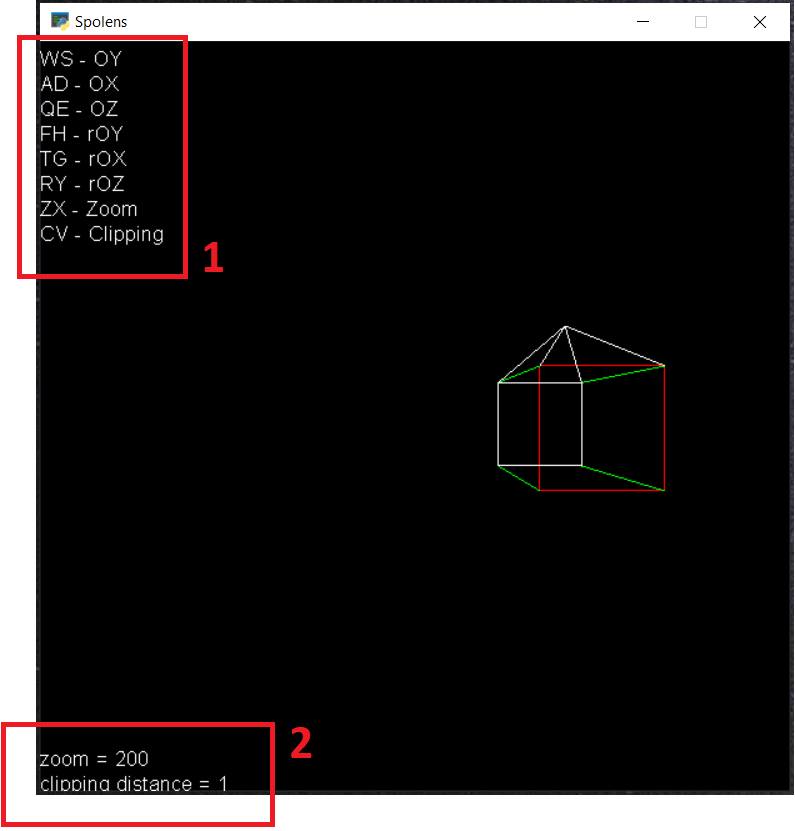 Spolens
WS - OY
AD - OX
QE - OZ
FH - rOY
TG - rOX
RY - rOZ
ZX - Zoom
CV - Clipping
1
2
zoom = 200
clipping distance = 1